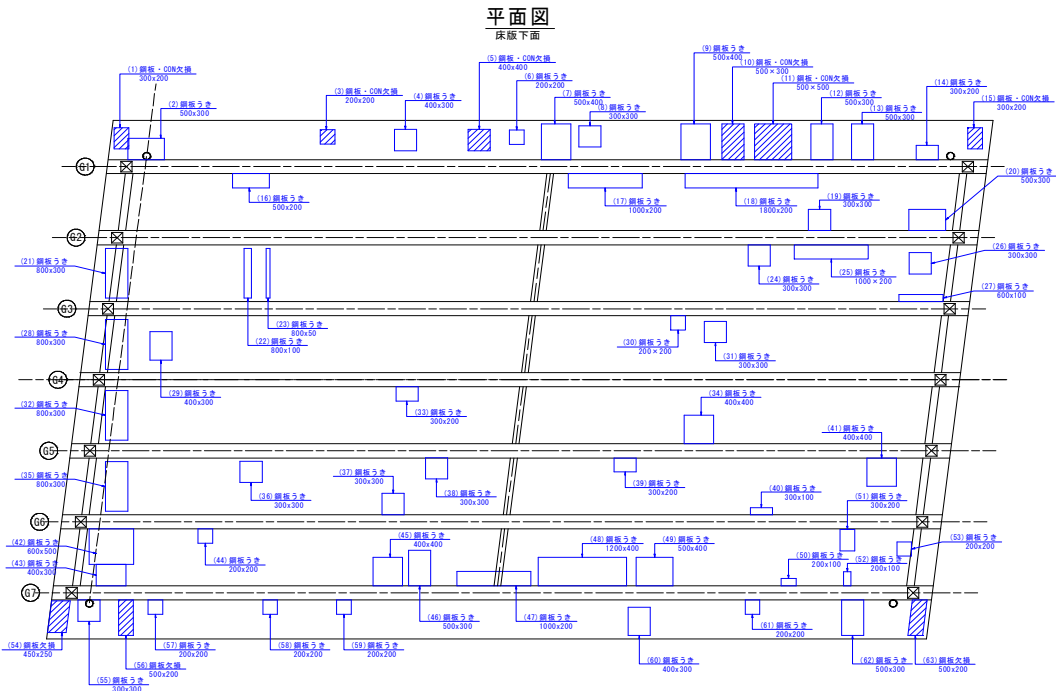 平面図
床版下面
(1)鋼板・CON欠損
300x200
(2)鋼板うき
500x300
(3)鋼板・CON欠損
200x200
(4)鋼板うき
400x300
(5)鋼板・CON欠損
400x400
(6)鋼板うき
200x200
(7)鋼板うき
500x400
(8)鋼板うき
300x300
(9)鋼板うき
500x400
(10)鋼板・CON欠損
500×300
(11)鋼板・CON欠損
500×500
(12)鋼板うき
500x300
(13)鋼板うき
500x300
(14)鋼板うき
300x200
(15)鋼板・CON欠損
300x200
G1
(16)鋼板うき
500x200
(17)鋼板うき
1000x200
(18)鋼板うき
1800x200
(19)鋼板うき
300x300
(20)鋼板うき
500x300
G2
(21)鋼板うき
800x300
(22)鋼板うき
800x100
(23)鋼板うき
800x50
(24)鋼板うき
300x300
(25)鋼板うき
1000×200
(26)鋼板うき
300x300
(27)鋼板うき
600x100
G3
(28)鋼板うき
800x300
(29)鋼板うき
400x300
(30)鋼板うき
200×200
(31)鋼板うき
300x300
G4
(32)鋼板うき
800x300
(33)鋼板うき
300x200
(34)鋼板うき
400x400
(41)鋼板うき
400x400
G5
(35)鋼板うき
800x300
(36)鋼板うき
300x300
(37)鋼板うき
300x300
(38)鋼板うき
300x300
(39)鋼板うき
300x200
(40)鋼板うき
300x100
(51)鋼板うき
300x200
G6
(42)鋼板うき
600x500
(43)鋼板うき
400x300
(44)鋼板うき
200x200
(45)鋼板うき
400x400
(48)鋼板うき
1200x400
(49)鋼板うき
500x400
(50)鋼板うき
200x100
(52)鋼板うき
200x100
(53)鋼板うき
200x200
G7
(46)鋼板うき
500x300
(47)鋼板うき
1000x200
(54)鋼板欠損
450x250
(55)鋼板うき
300x300
(56)鋼板欠損
500x200
(57)鋼板うき
200x200
(58)鋼板うき
200x200
(59)鋼板うき
200x200
(60)鋼板うき
400x300
(61)鋼板うき
200x200
(62)鋼板うき
500x300
(63)鋼板欠損
500x200